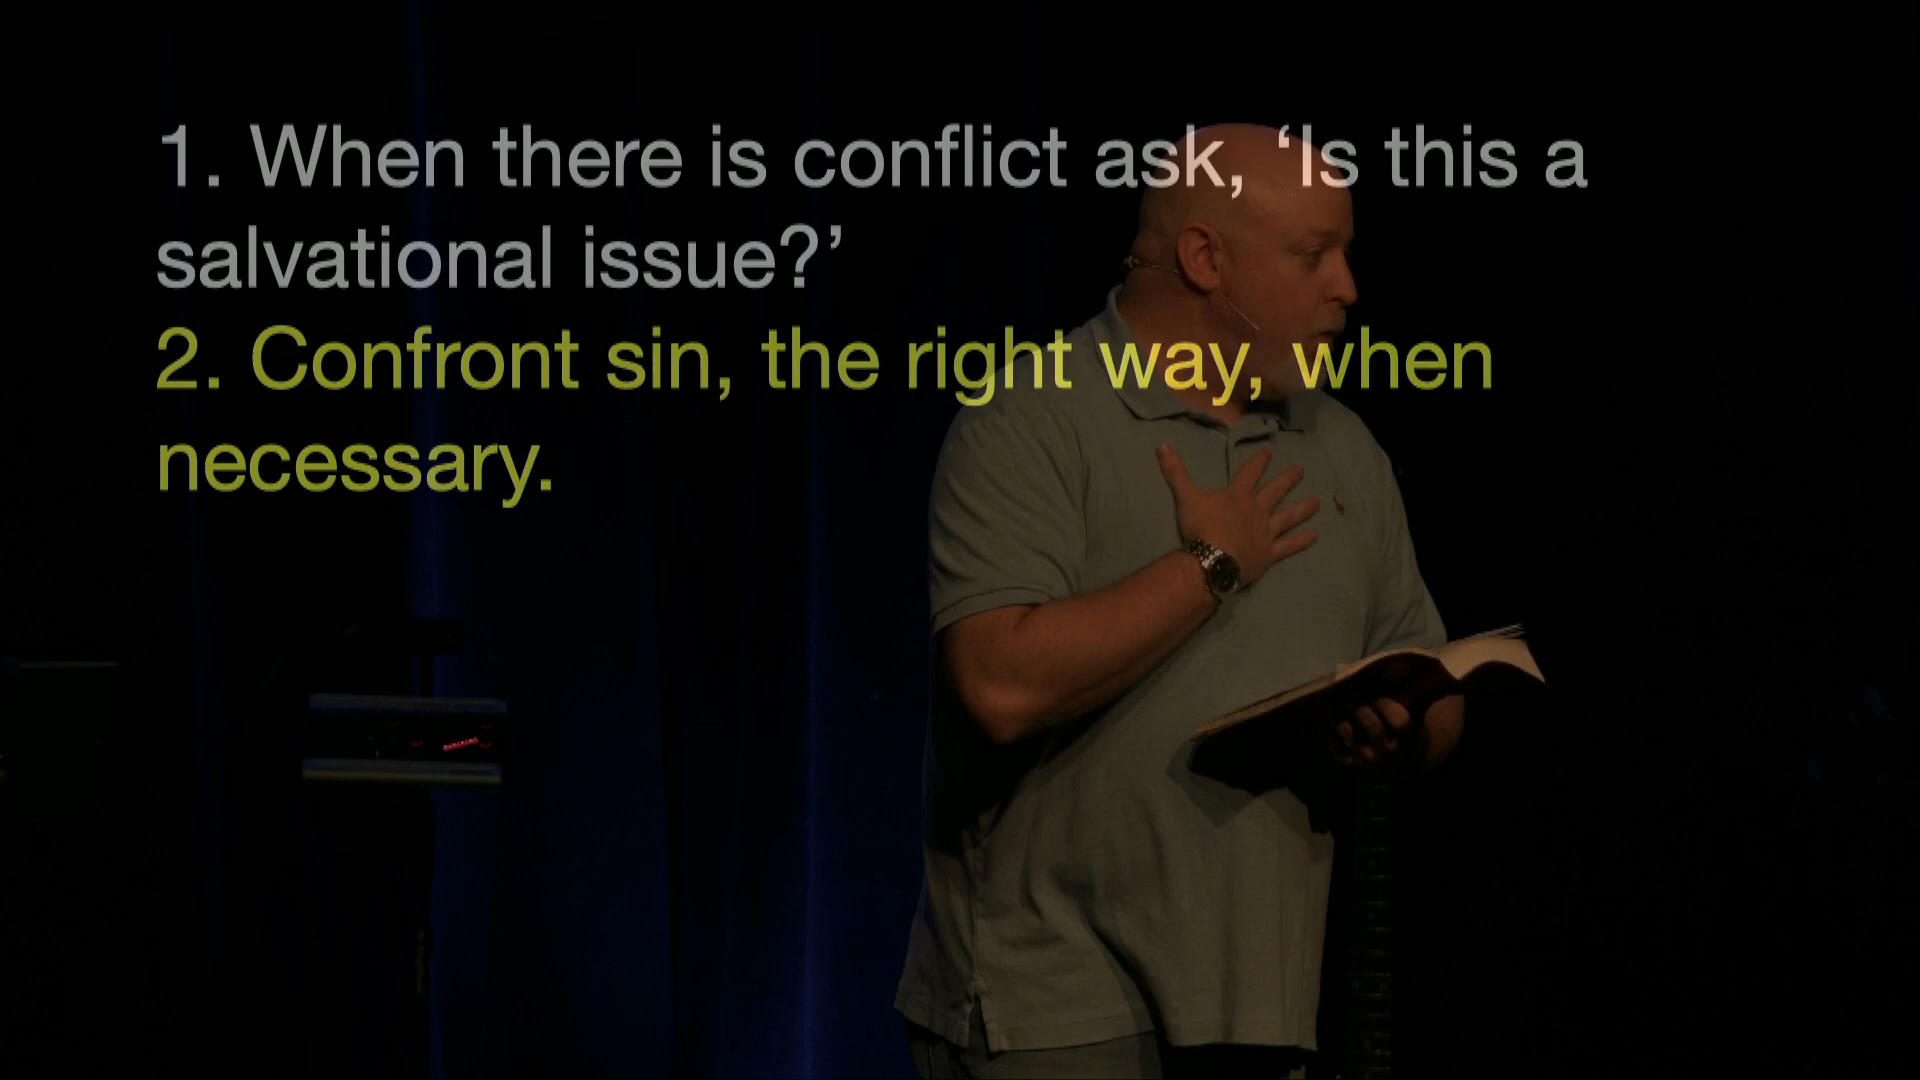 1. When there is conflict ask, ‘Is this a
salvational issue?’
2. Confront sin, the right way, when
necessary.